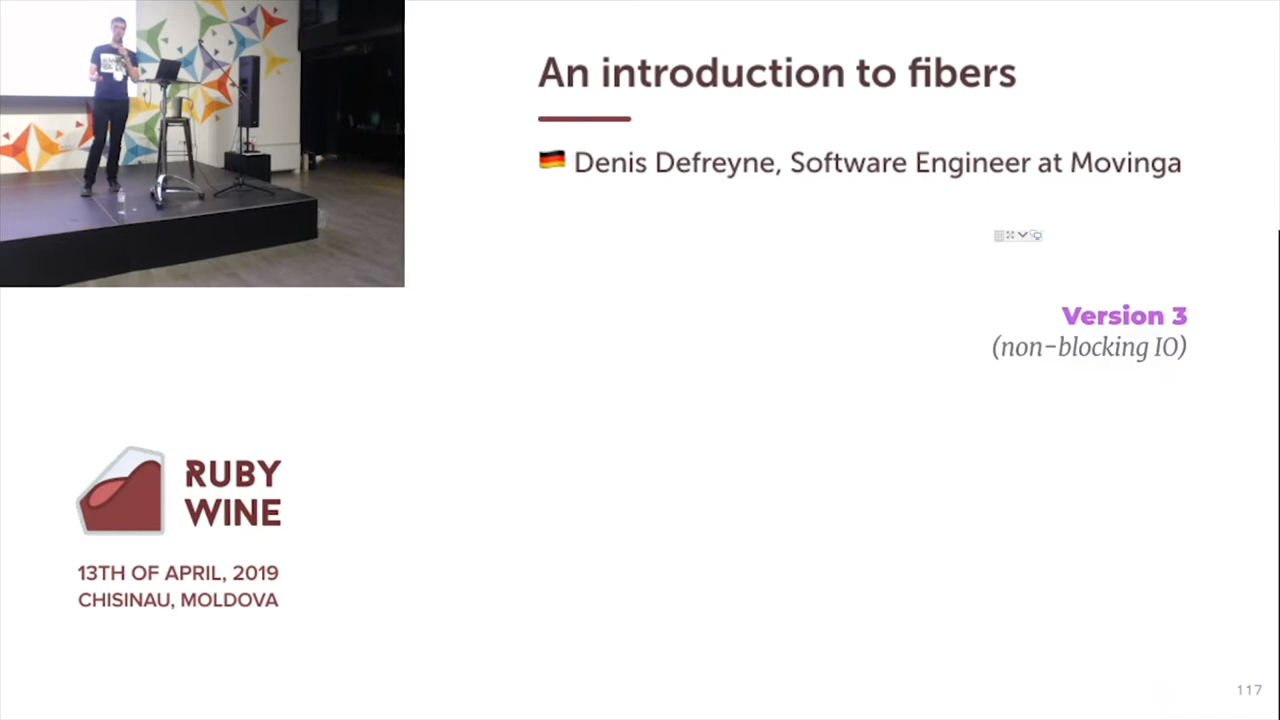 An introduction to fibers
Denis Defreyne, Software Engineer at Movinga
Version 3
(non-blocking IO)
RUBY
WINE
13TH OF APRIL, 2019
CHISINAU, MOLDOVA
117